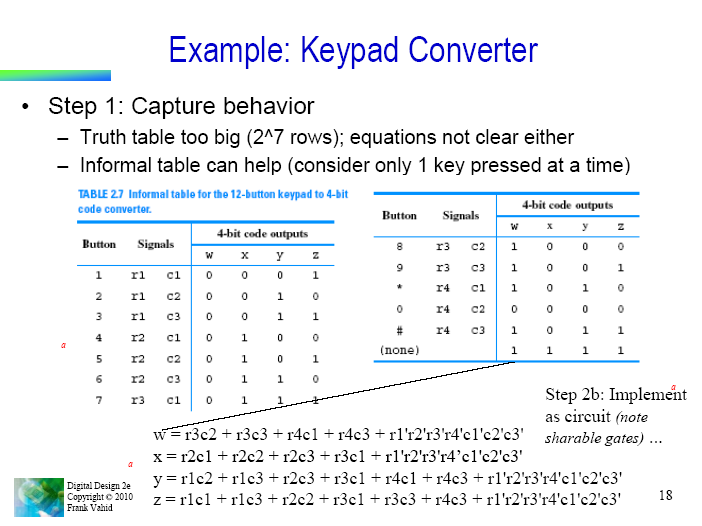 Example: Keypad Converter
• Step 1: Capture behavior
– Truth table too big (2^7 rows); equations not clear either
– Informal table can help (consider only 1 key pressed at a time)
TABLE 2.7 Informal table for the 12-button keypad to 4-bit
code converter.
Button Signals 4-bit code outputs
w x y z
1 r1 c1 0 0 0 1
2 r1 c2 0 0 1 0
3 r1 c3 0 0 1 1
4 r2 c1 0 1 0 0
5 r2 c2 0 1 0 1
6 r2 c3 0 1 1 0
7 r3 c1 0 1 1 1
Button Signals 4-bit code outputs
w x y z
8 r3 c2 1 0 0 0
9 r3 c3 1 0 0 1
* r4 c1 1 0 1 0
0 r4 c2 0 0 0 0
# r4 c3 1 0 1 1
(none) 1 1 1 1
a
a
Step 2b: Implement
as circuit (note
sharable gates) …
w = r3c2 + r3c3 + r4c1 + r4c3 + r1'r2'r3'r4'c1'c2'c3'
x = r2c1 + r2c2 + r2c3 + r3c1 + r1'r2'r3'r4’c1'c2'c3'
y = r1c2 + r1c3 + r2c3 + r3c1 + r4c1 + r4c3 + r1'r2'r3'r4'c1'c2'c3'
z = r1c1 + r1c3 + r2c2 + r3c1 + r3c3 + r4c3 + r1'r2'r3'r4'c1'c2'c3'
a
Digital Design 2e
Copyright © 2010
Frank Vahid
18